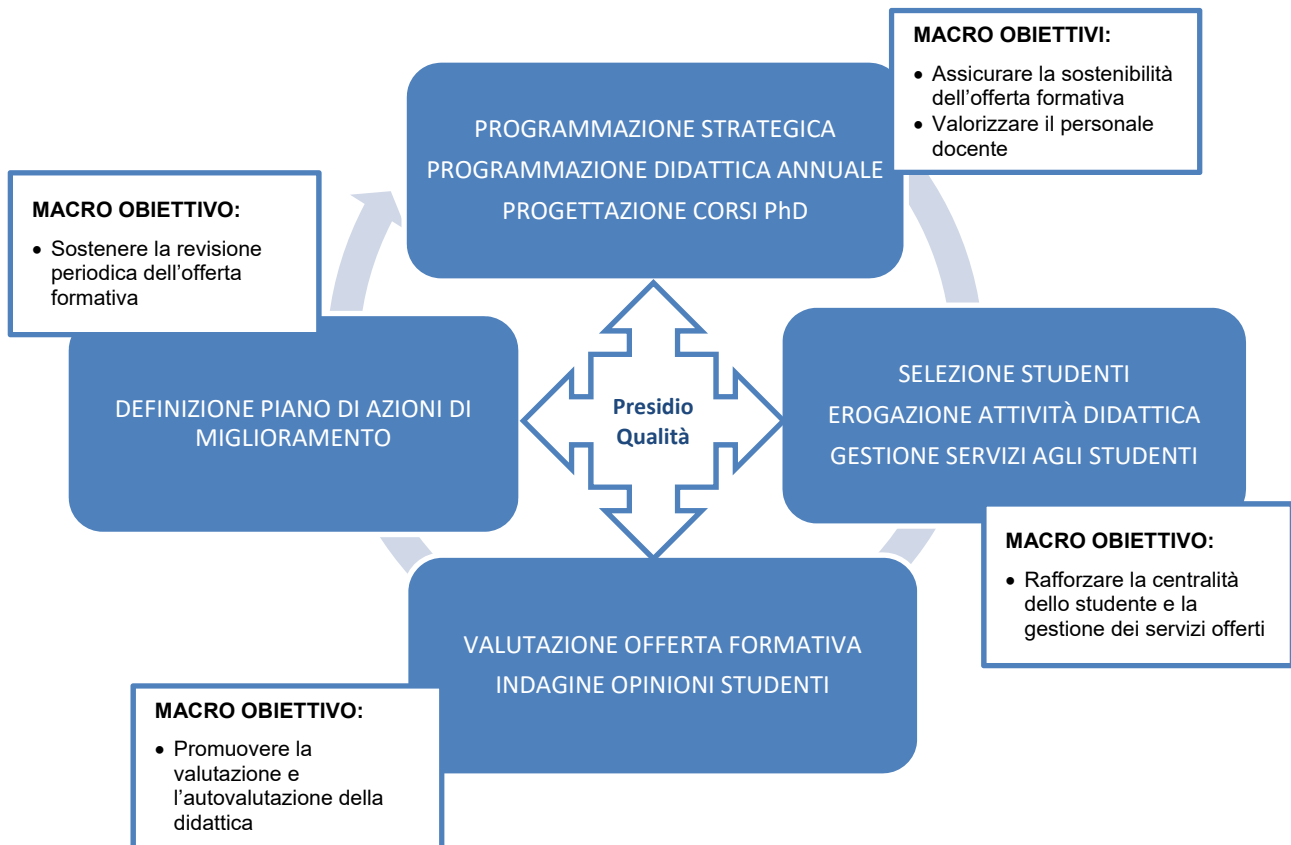 MACRO OBIETTIVI:
• Assicurare la sostenibilità
dell’offerta formativa
• Valorizzare il personale
docente
PROGRAMMAZIONE STRATEGICA
PROGRAMMAZIONE DIDATTICA ANNUALE
PROGETTAZIONE CORSI PhD
MACRO OBIETTIVO:
• Sostenere la revisione
periodica dell’offerta
formativa
DEFINIZIONE PIANO DI AZIONI DI
MIGLIORAMENTO
Presidio
Qualità
SELEZIONE STUDENTI
EROGAZIONE ATTIVITÀ DIDATTICA
GESTIONE SERVIZI AGLI STUDENTI
MACRO OBIETTIVO:
• Rafforzare la centralità
dello studente e la
gestione dei servizi offerti
VALUTAZIONE OFFERTA FORMATIVA
INDAGINE OPINIONI STUDENTI
MACRO OBIETTIVO:
• Promuovere la
valutazione e
l’autovalutazione della
didattica